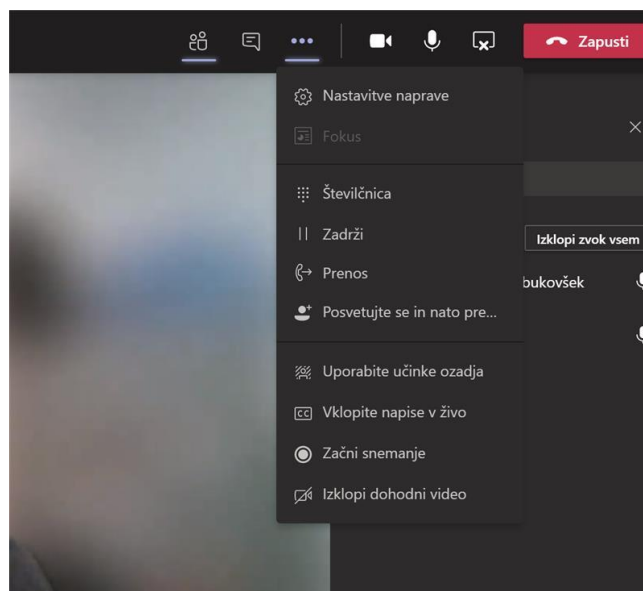 Zapusti
Nastavitve naprave
Fokus
Številčnica
Zadrži
Prenos
Posvetujte se in nato pre...
Uporabite učinke ozadja
CC Vklopite napise v živo
Začni snemanje
Izklopi dohodni video
Izklopi zvok vsem
bukovšek